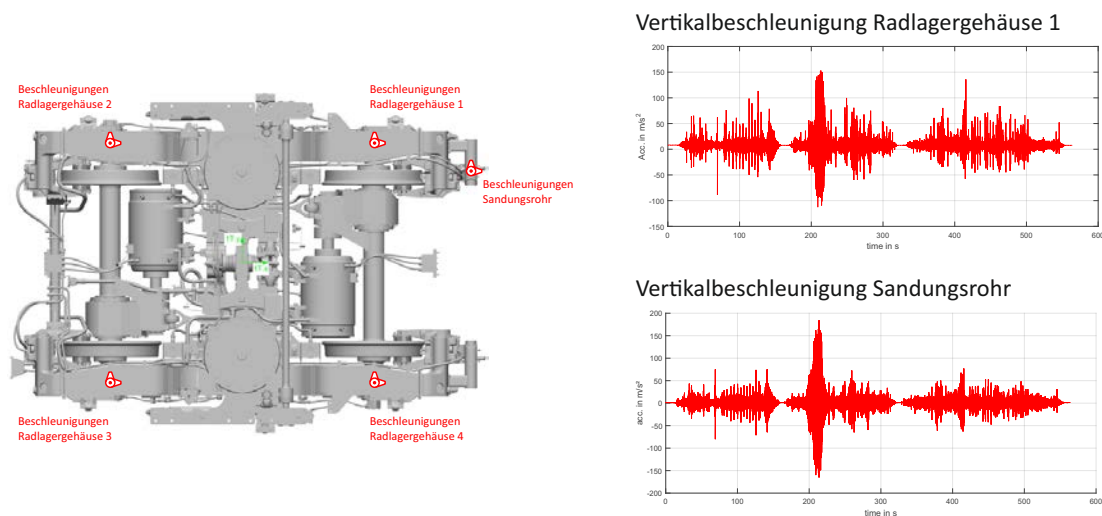 Beschleunigungen
Radlagergehäuse 2
Beschleunigungen
Radlagergehäuse 1
Beschleunigungen
Sandungsrohr
Beschleunigungen
Radlagergehäuse 3
Beschleunigungen
Radlagergehäuse 4
Vertikalbeschleunigung Radlagergehäuse 1
200
150
100
50
0
-50
-100
-150
Acc. in m/s²
0
100
200
300
400
500
600
time in s
Vertikalbeschleunigung Sandungsrohr
200
150
100
50
0
-50
-100
-150
-200
acc. in m/s²
0
100
200
300
400
500
600
time in s